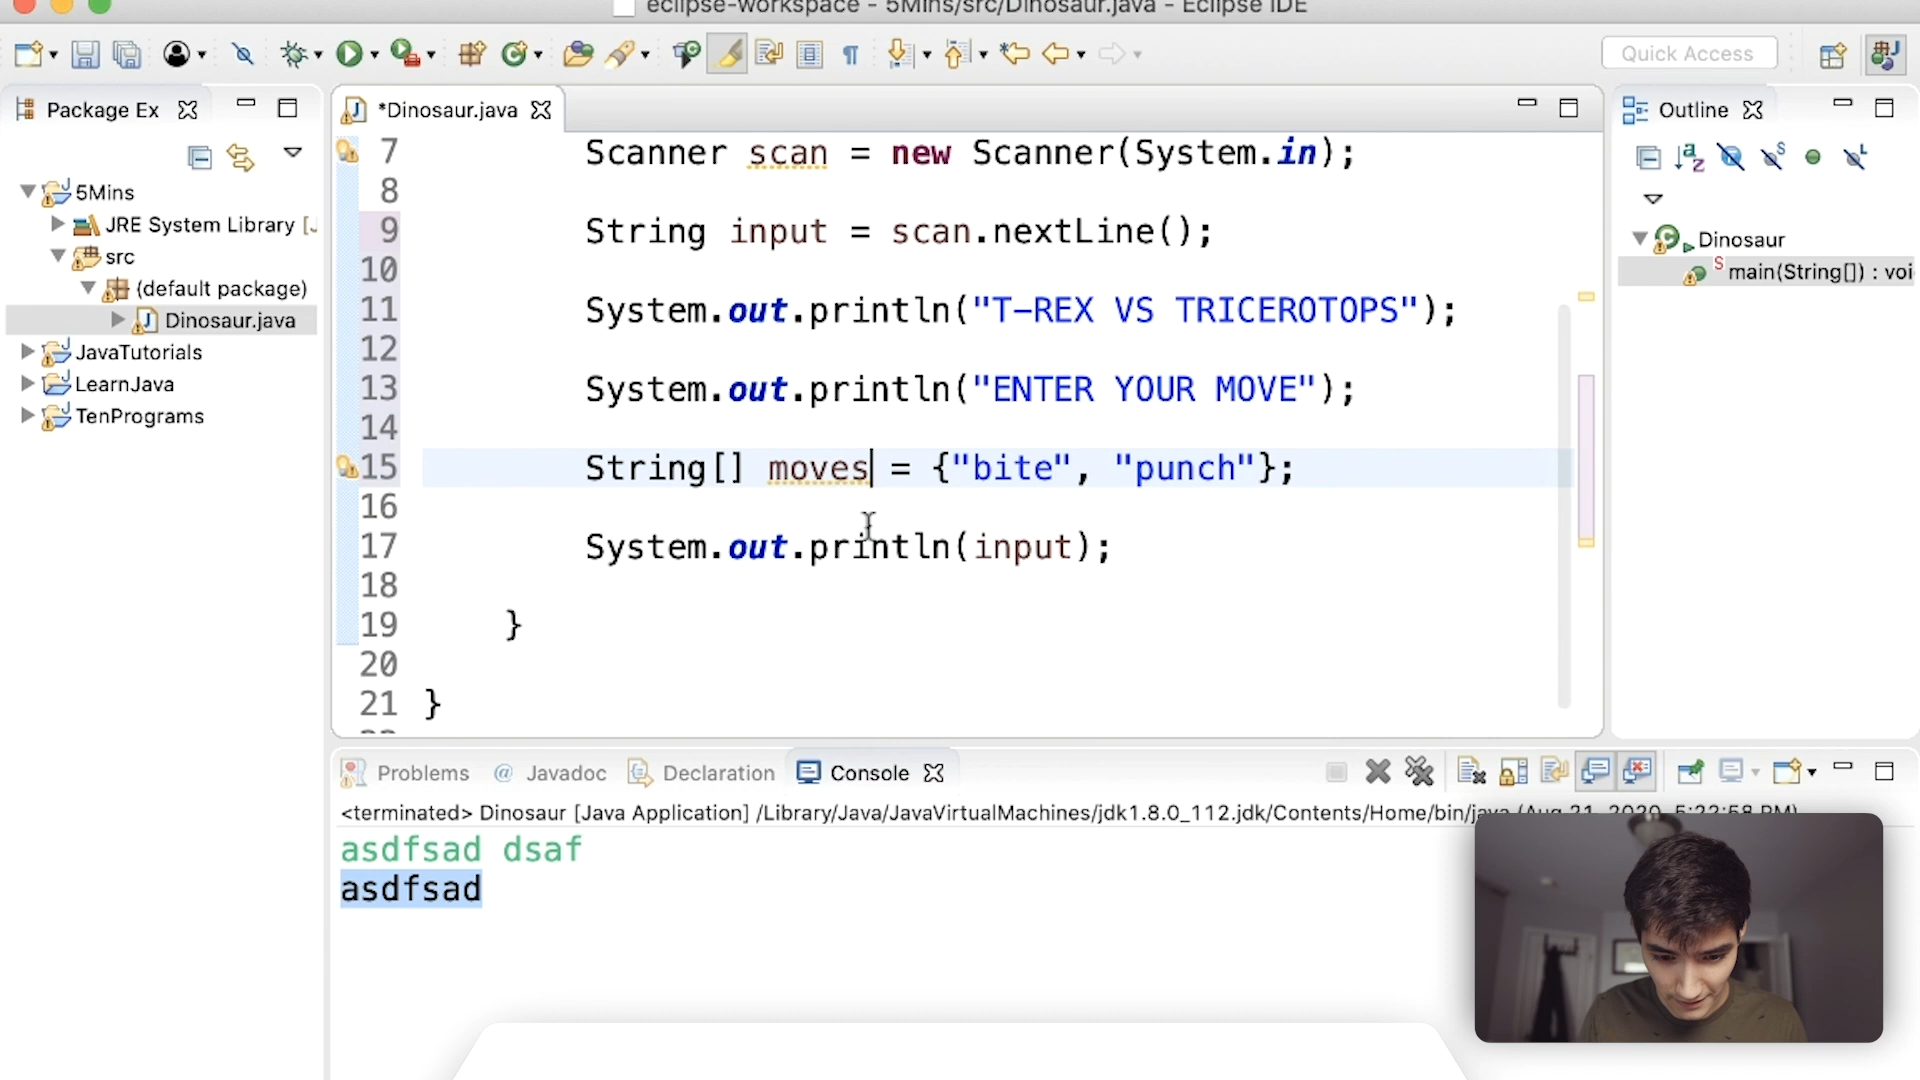 eclipse-workspace - 5Mins/src/Dinosaur.java - Eclipse IDE
Quick Access
Package Ex
5Mins
JRE System Library [
src
(default package)
Dinosaur.java
JavaTutorials
LearnJava
TenPrograms
*Dinosaur.java
7 Scanner scan = new Scanner(System.in);
8
9 String input = scan.nextLine();
10
11 System.out.println("T-REX VS TRICEROTOPS");
12
13 System.out.println("ENTER YOUR MOVE");
14
15 String[] moves = {"bite", "punch"};
16
17 System.out.println(input);
18
19 }
20
21 }
Outline
Dinosaur
main(String[]) : voi
Problems @ Javadoc Declaration Console
<terminated> Dinosaur [Java Application] /Library/Java/JavaVirtualMachines/jdk1.8.0_112.jdk/Contents/Home/bin/java (Aug 21, 2020, 5:22:58 PM)
asdfsad dsaf
asdfsad